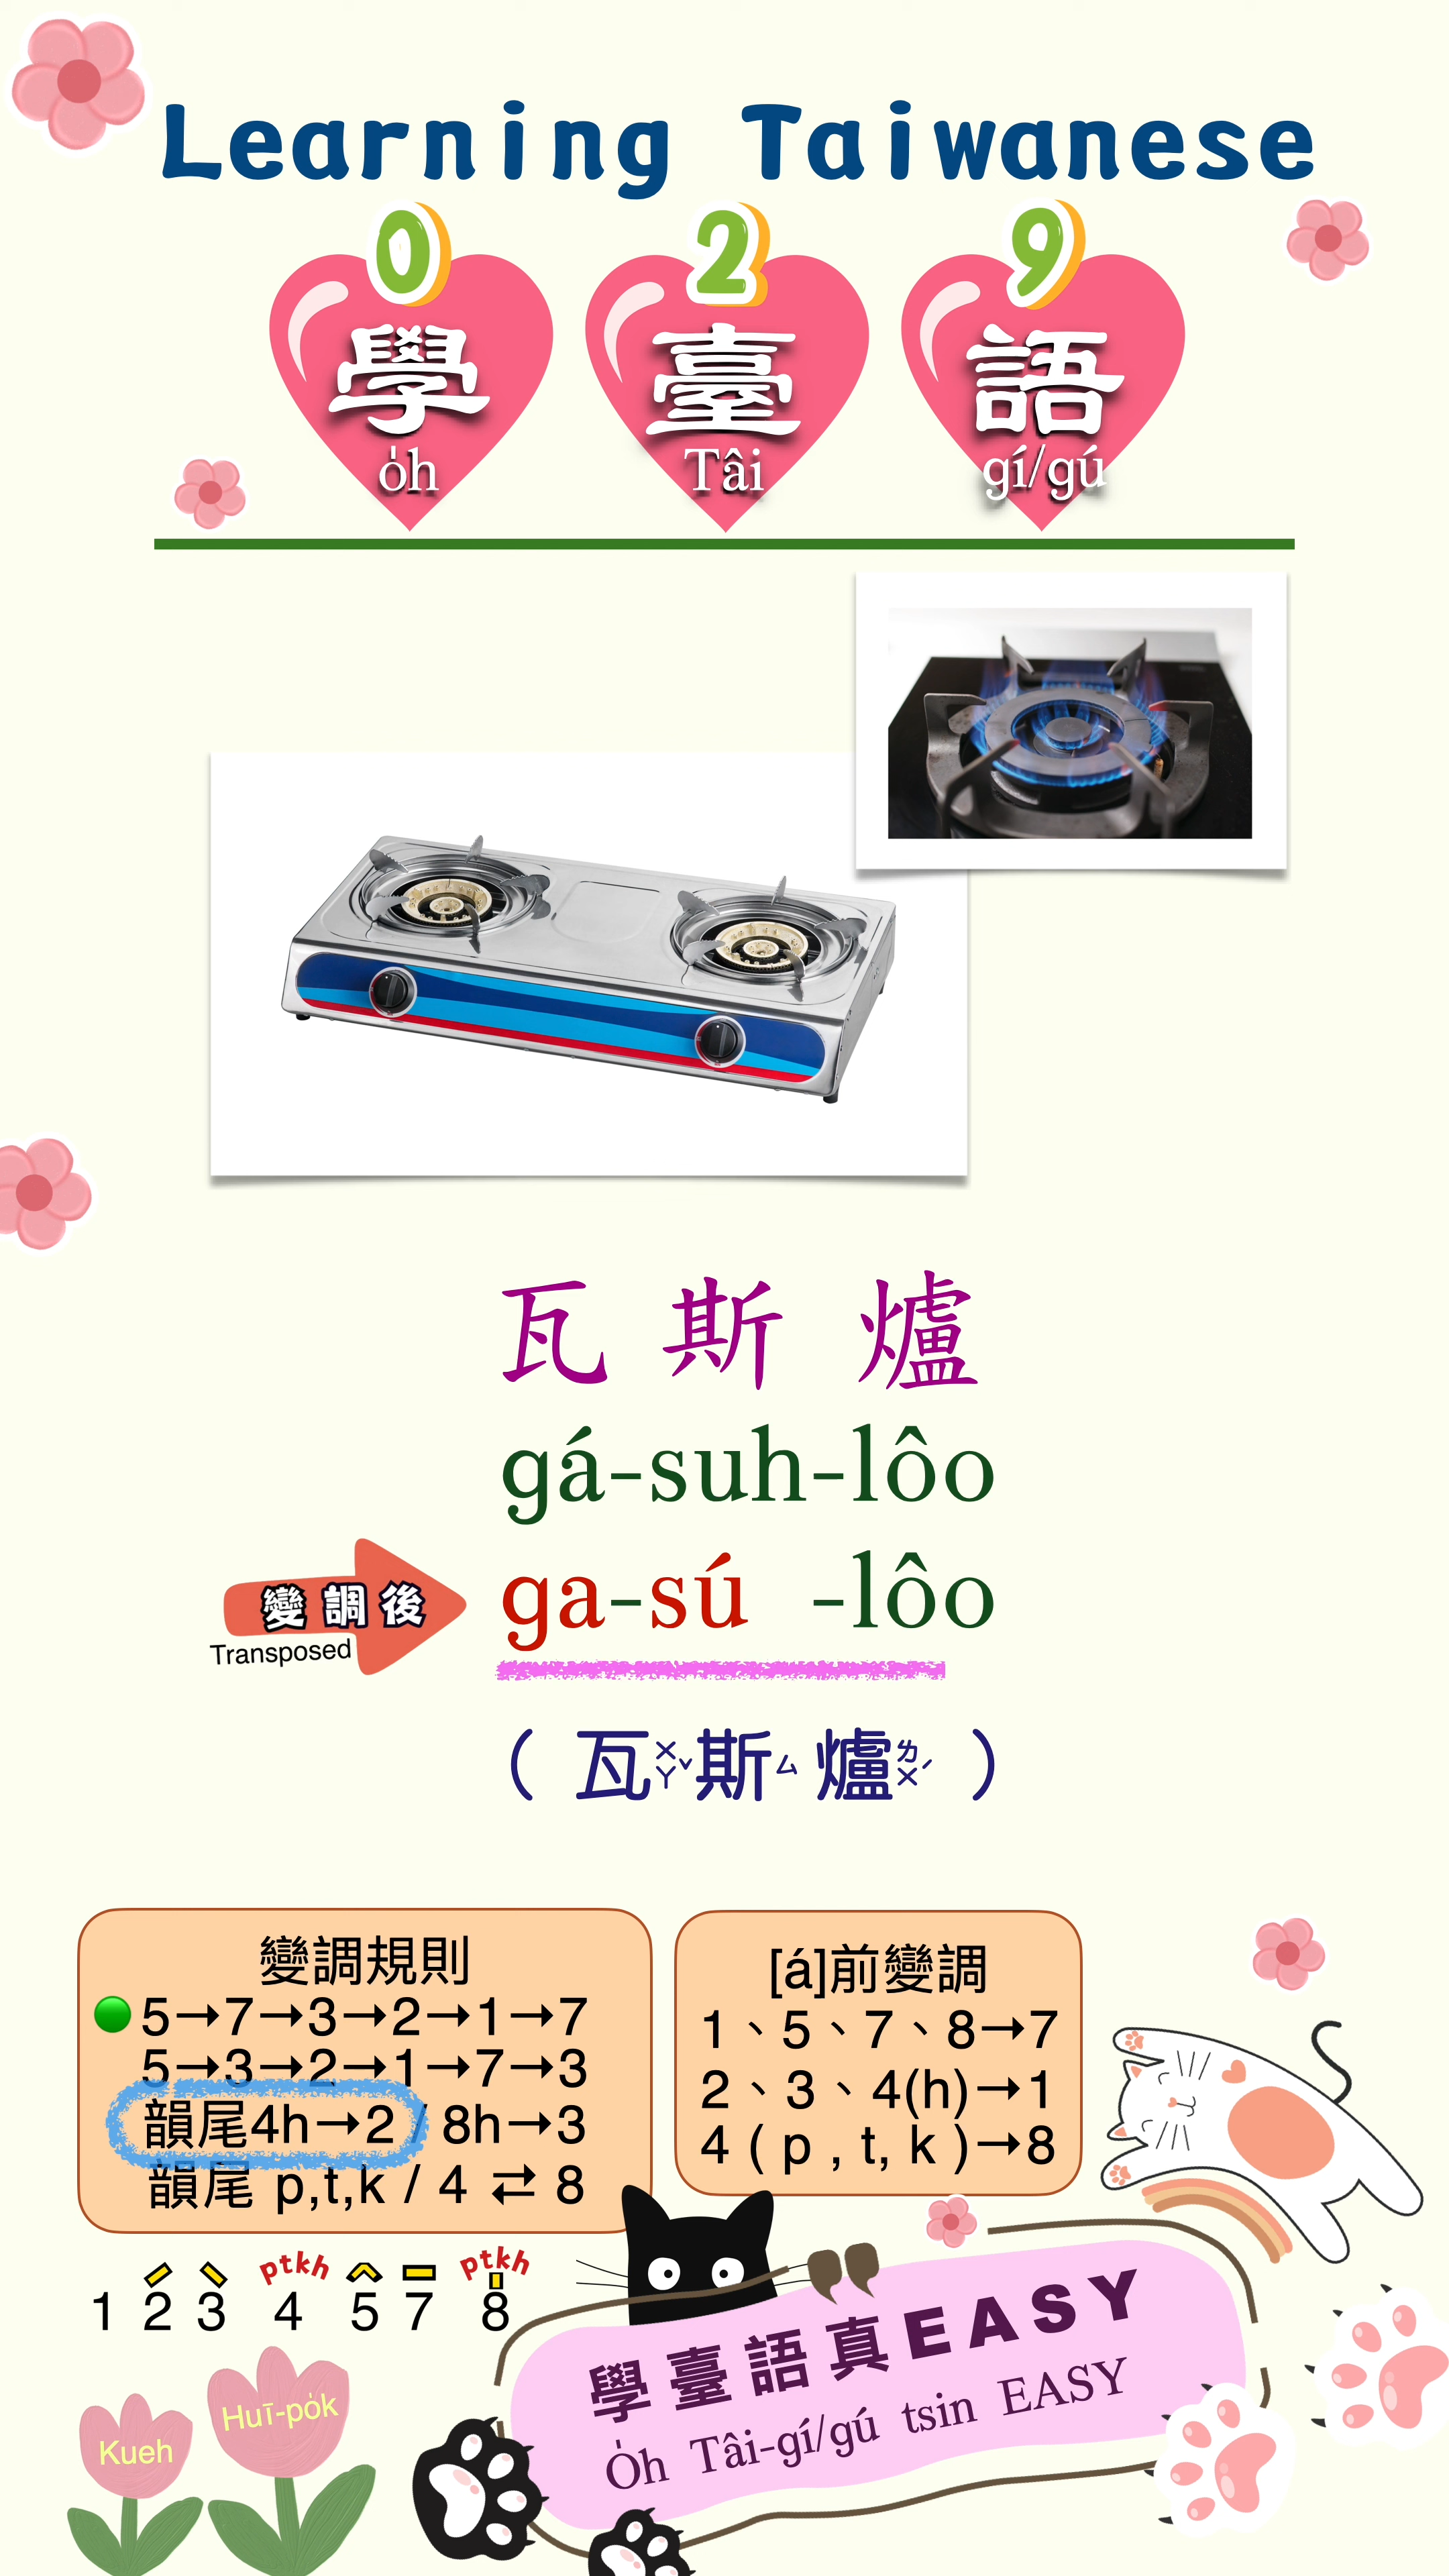 Learning Taiwanese
0 2 9
學 臺 語
o̍h Tâi gí/gú
瓦 斯 爐
gá-suh-lôo
變調後
Transposed
ga-sú -lôo
( 瓦ㄨㄚˇ斯ㄙ爐ㄌㄨˊ )
變調規則
5→7→3→2→1→7
5→3→2→1→7→3
韻尾4h→2 / 8h→3
韻尾 p,t,k / 4 ⇄ 8
[á]前變調
1、5、7、8→7
2、3、4(h)→1
4 ( p , t, k )→8
ptkh ptkh
1 2 3 4 5 7 8
學臺語真EASY
O̍h Tâi-gí/gú tsin EASY
Kueh
Huī-po̍k